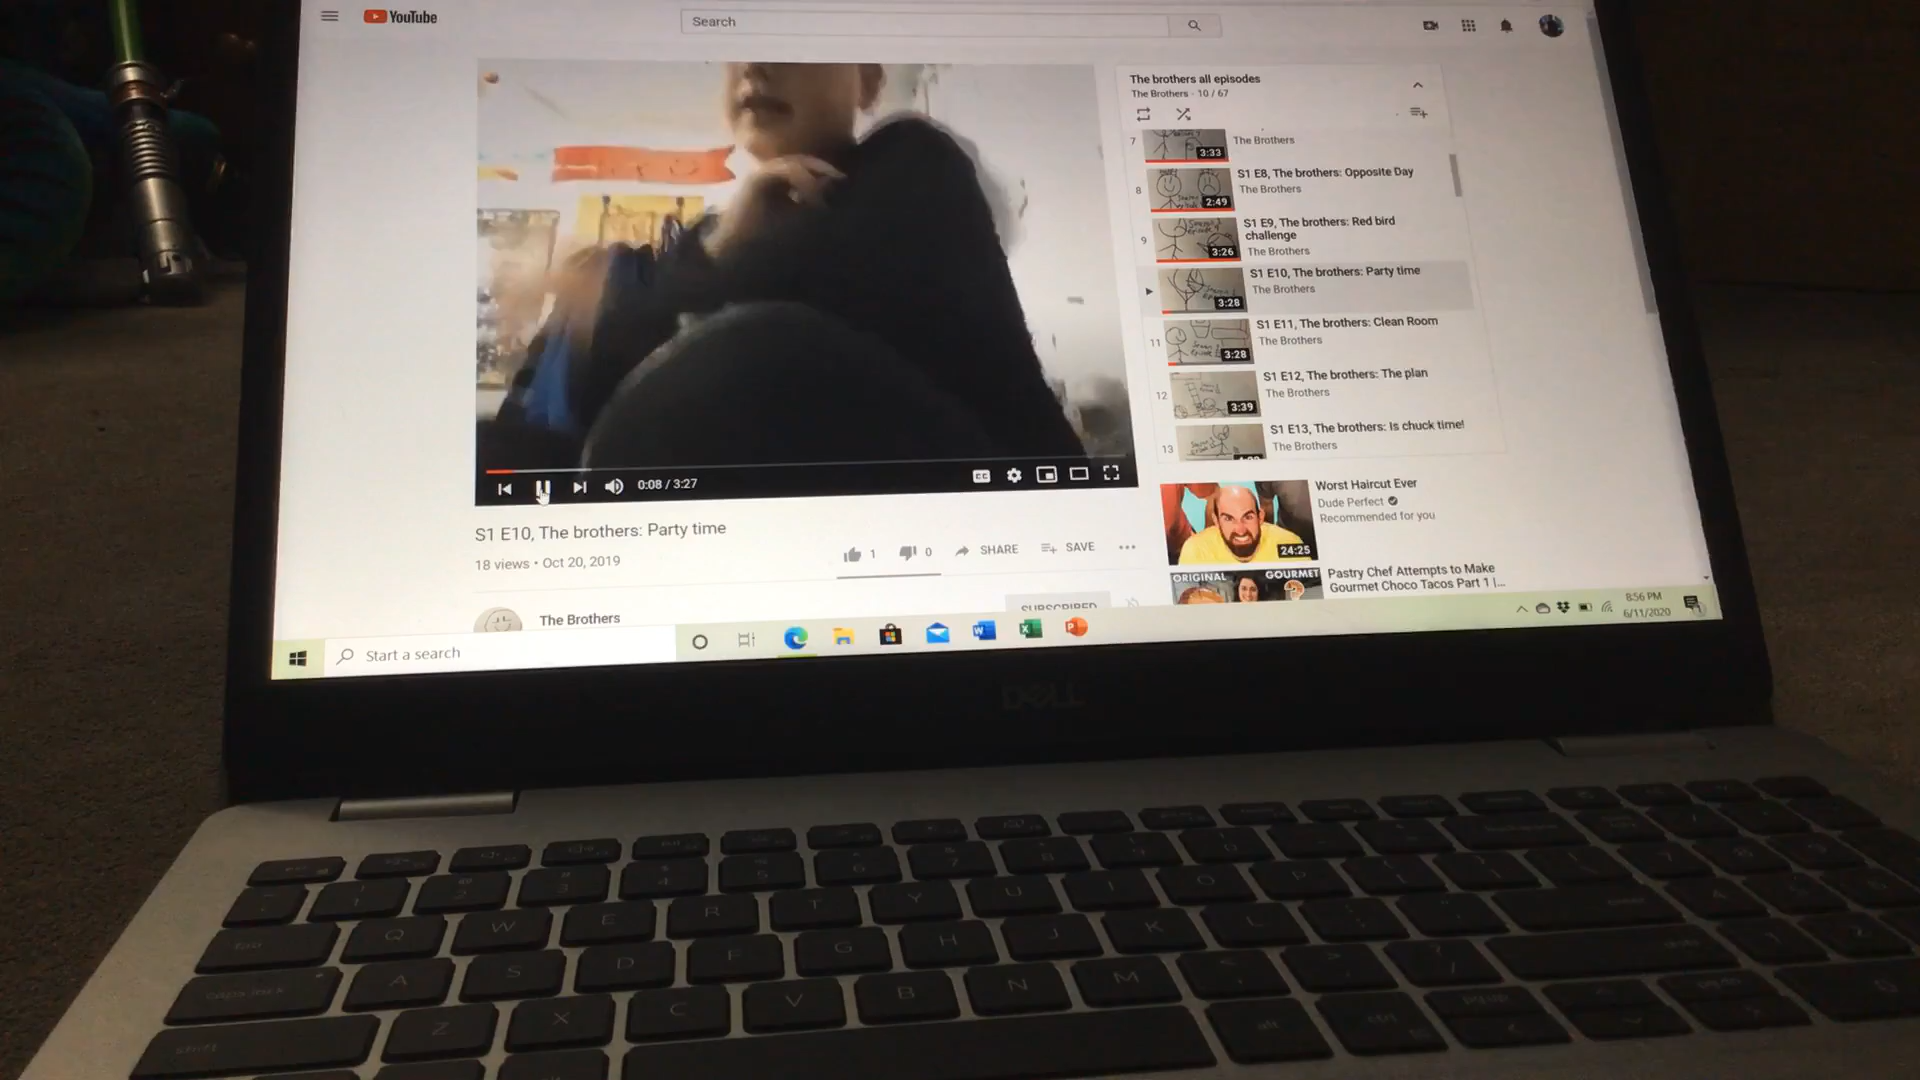 YouTube
Search
The brothers all episodes
The Brothers · 10 / 67
7
3:33
The Brothers
8
2:49
S1 E8, The brothers: Opposite Day
The Brothers
9
3:26
S1 E9, The brothers: Red bird
challenge
The Brothers
3:28
S1 E10, The brothers: Party time
The Brothers
11
3:28
S1 E11, The brothers: Clean Room
The Brothers
12
3:39
S1 E12, The brothers: The plan
The Brothers
13
S1 E13, The brothers: Is chuck time!
The Brothers
CC
0:08 / 3:27
S1 E10, The brothers: Party time
18 views • Oct 20, 2019
1
0
SHARE
SAVE
The Brothers
SUBSCRIBED
Worst Haircut Ever
Dude Perfect
Recommended for you
24:25
ORIGINAL
GOURMET
Pastry Chef Attempts to Make
Gourmet Choco Tacos Part 1 |...
Start a search
8:56 PM
6/11/2020
DELL
Q W E R T Y U I O P
A S D F G H J K L
Z X C V B N M
alt
ctrl